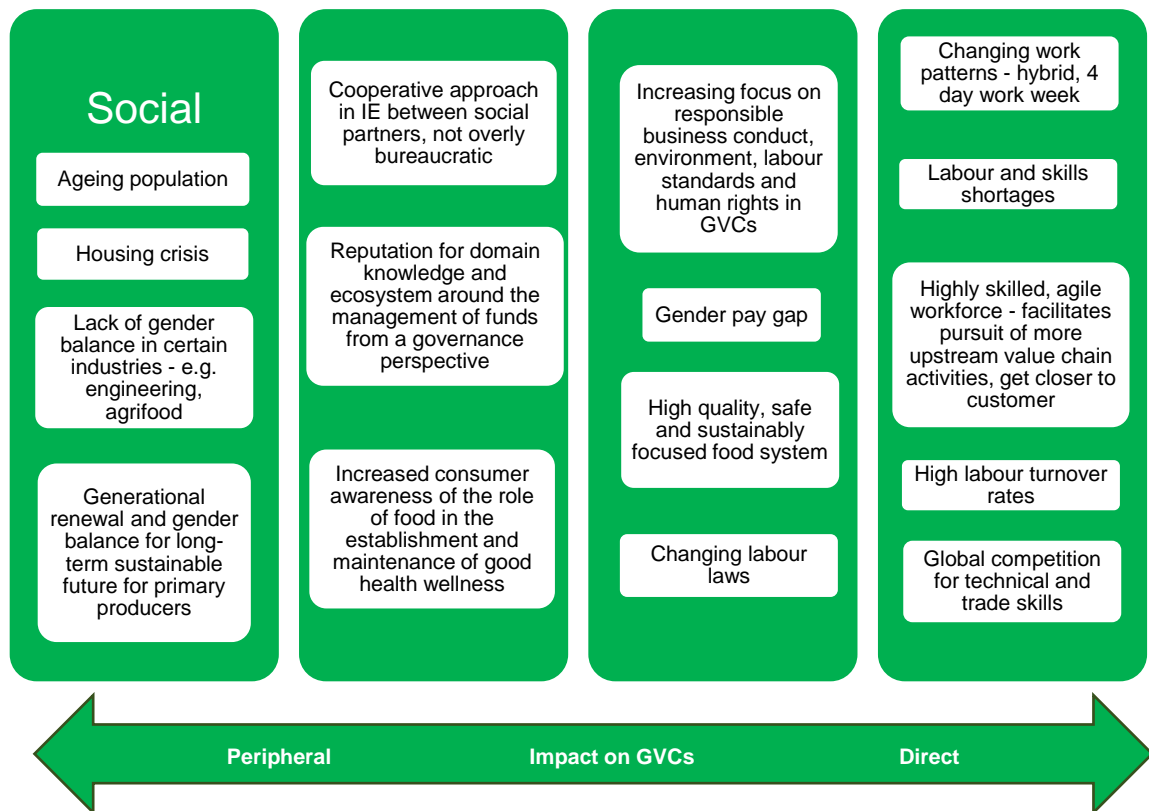 Social
Ageing population
Housing crisis
Lack of gender
balance in certain
industries - e.g.
engineering,
agrifood
Generational
renewal and gender
balance for long-
term sustainable
future for primary
producers
Cooperative approach
in IE between social
partners, not overly
bureaucratic
Reputation for domain
knowledge and
ecosystem around the
management of funds
from a governance
perspective
Increased consumer
awareness of the role
of food in the
establishment and
maintenance of good
health wellness
Increasing focus on
responsible
business conduct,
environment, labour
standards and
human rights in
GVCs
Gender pay gap
High quality, safe
and sustainably
focused food system
Changing labour
laws
Changing work
patterns - hybrid, 4
day work week
Labour and skills
shortages
Highly skilled, agile
workforce - facilitates
pursuit of more
upstream value chain
activities, get closer to
customer
High labour turnover
rates
Global competition
for technical and
trade skills
Peripheral Impact on GVCs Direct